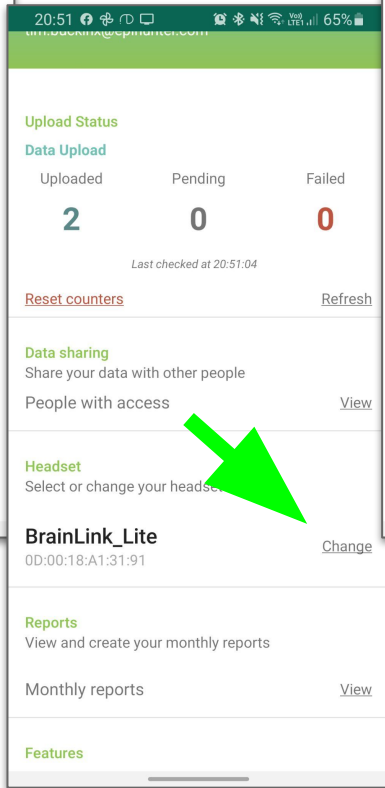 20:51 65%
Upload Status
Data Upload
Uploaded Pending Failed
2 0 0
Last checked at 20:51:04
Reset counters Refresh
Data sharing
Share your data with other people
People with access View
Headset
Select or change your headset
BrainLink_Lite Change
0D:00:18:A1:31:91
Reports
View and create your monthly reports
Monthly reports View
Features